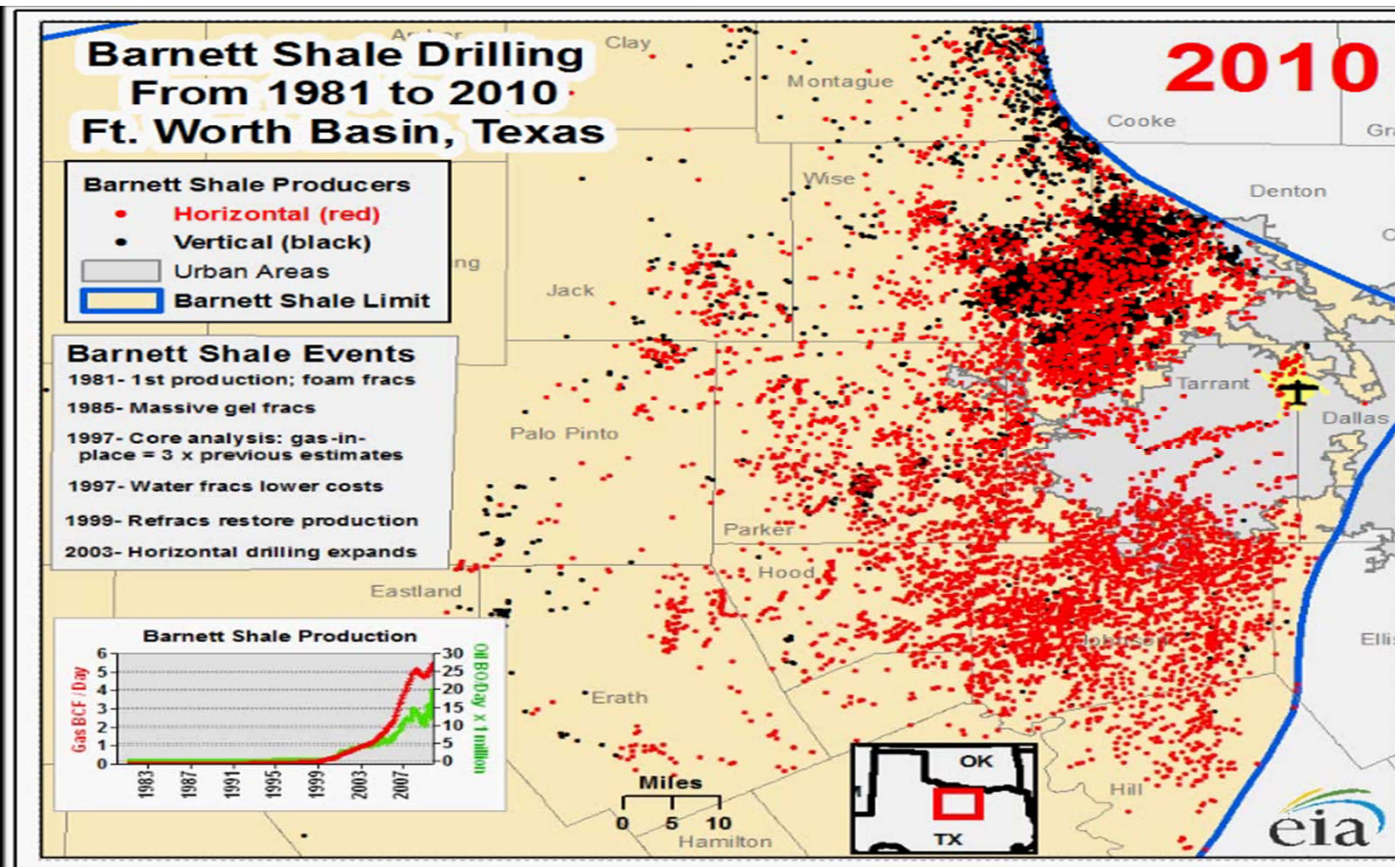 Barnett Shale Drilling
From 1981 to 2010
Ft. Worth Basin, Texas
2010
Barnett Shale Producers
Horizontal (red)
Vertical (black)
Urban Areas
Barnett Shale Limit
Barnett Shale Events
1981- 1st production; foam fracs
1985- Massive gel fracs
1997- Core analysis: gas-in-
place = 3 x previous estimates
1997- Water fracs lower costs
1999- Refracs restore production
2003- Horizontal drilling expands
Barnett Shale Production
Gas BCF / Day
6
5
4
3
2
1
0
30
25
20
15
10
5
0
Oil BO/Day x 1 million
1983
1987
1991
1995
1999
2003
2007
Clay
Montague
Cooke
Wise
Denton
Jack
Palo Pinto
Tarrant
Dallas
Parker
Hood
Eastland
Johnson
Erath
Hill
Hamilton
Miles
0 5 10
OK
TX
eia